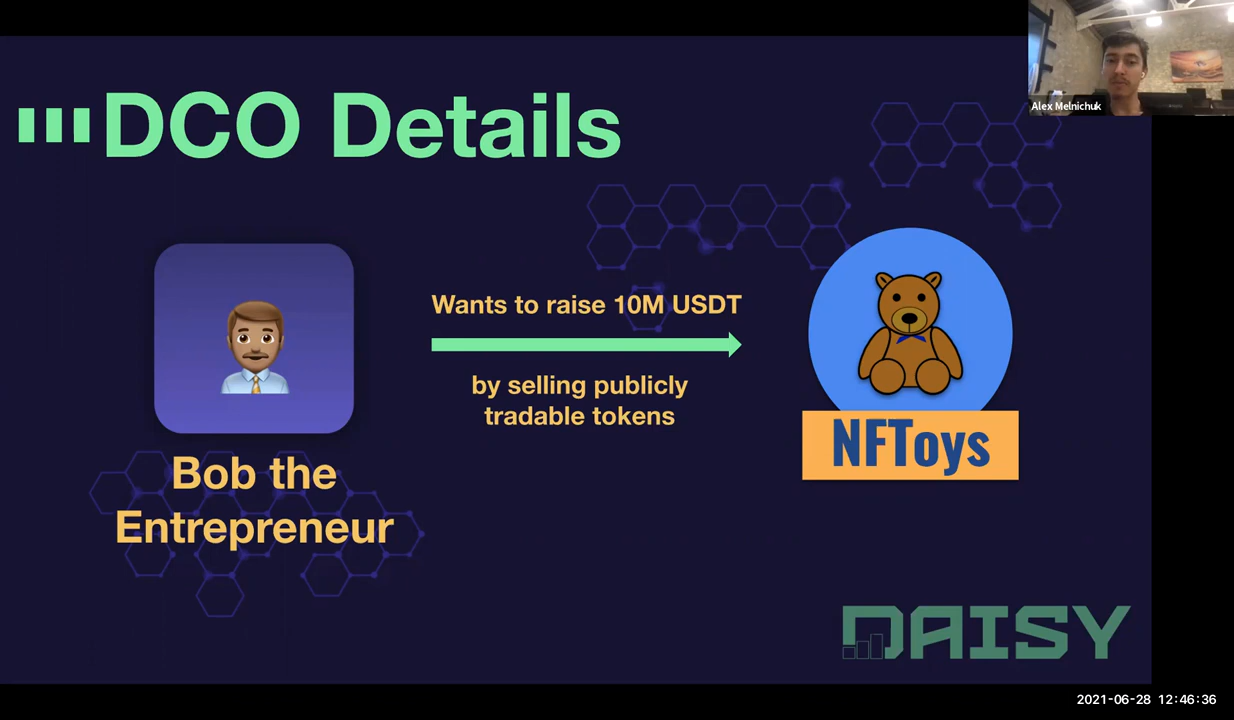 DCO Details
Alex Melnichuk
Wants to raise 10M USDT
by selling publicly
tradable tokens
NFToys
Bob the
Entrepreneur
DAISY
2021-06-28 12:46:36